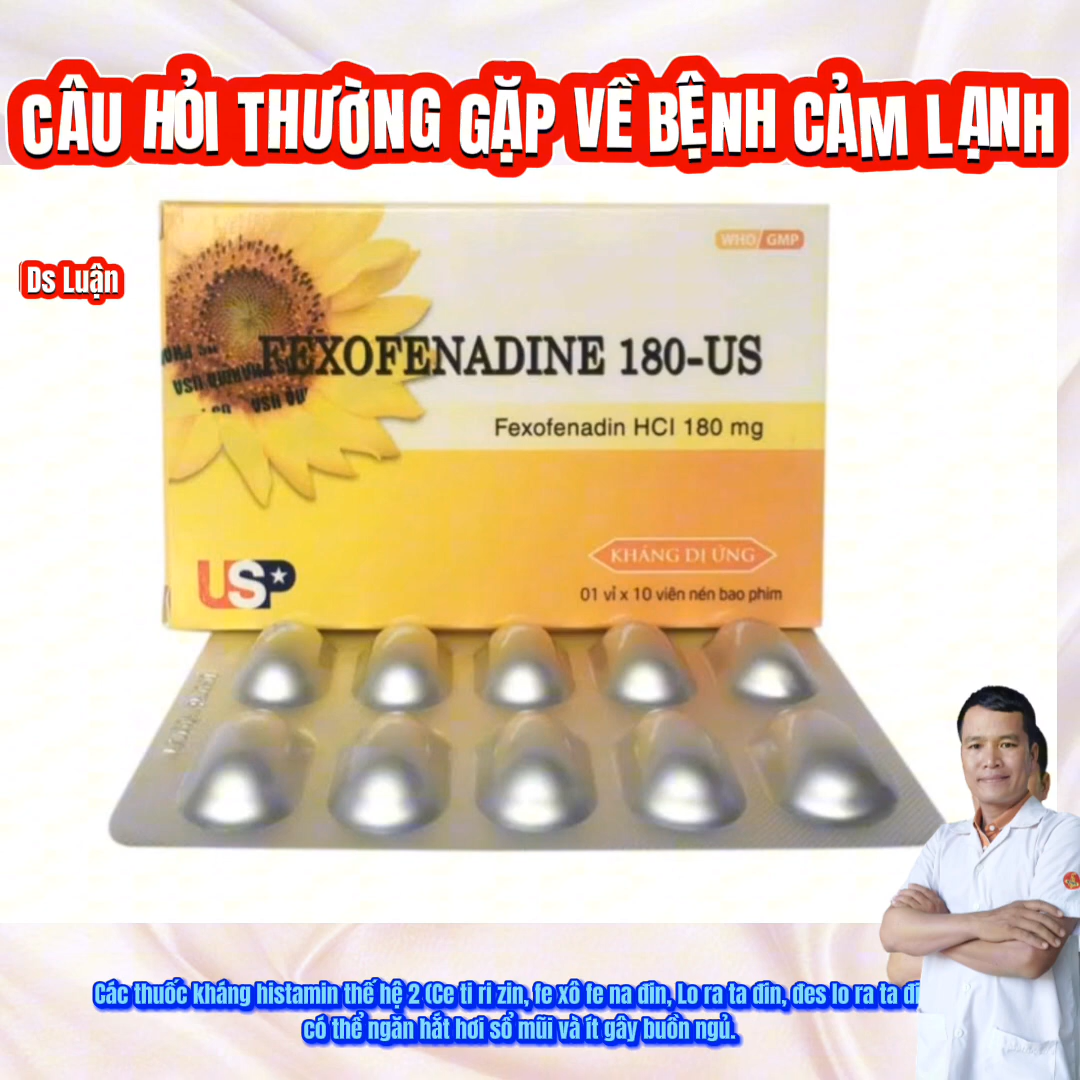 CÂU HỎI THƯỜNG GẶP VỀ BỆNH CẢM LẠNH
Ds Luận
WHO/GMP
FEXOFENADINE 180-US
Fexofenadin HCl 180 mg
KHÁNG DỊ ỨNG
01 vỉ x 10 viên nén bao phim
USP
Các thuốc kháng histamin thế hệ 2 (Ce ti ri zin, fe xô fe na đin, Lo ra ta đin, đes lo ra ta
có thể ngăn hắt hơi sổ mũi và ít gây buồn ngủ.